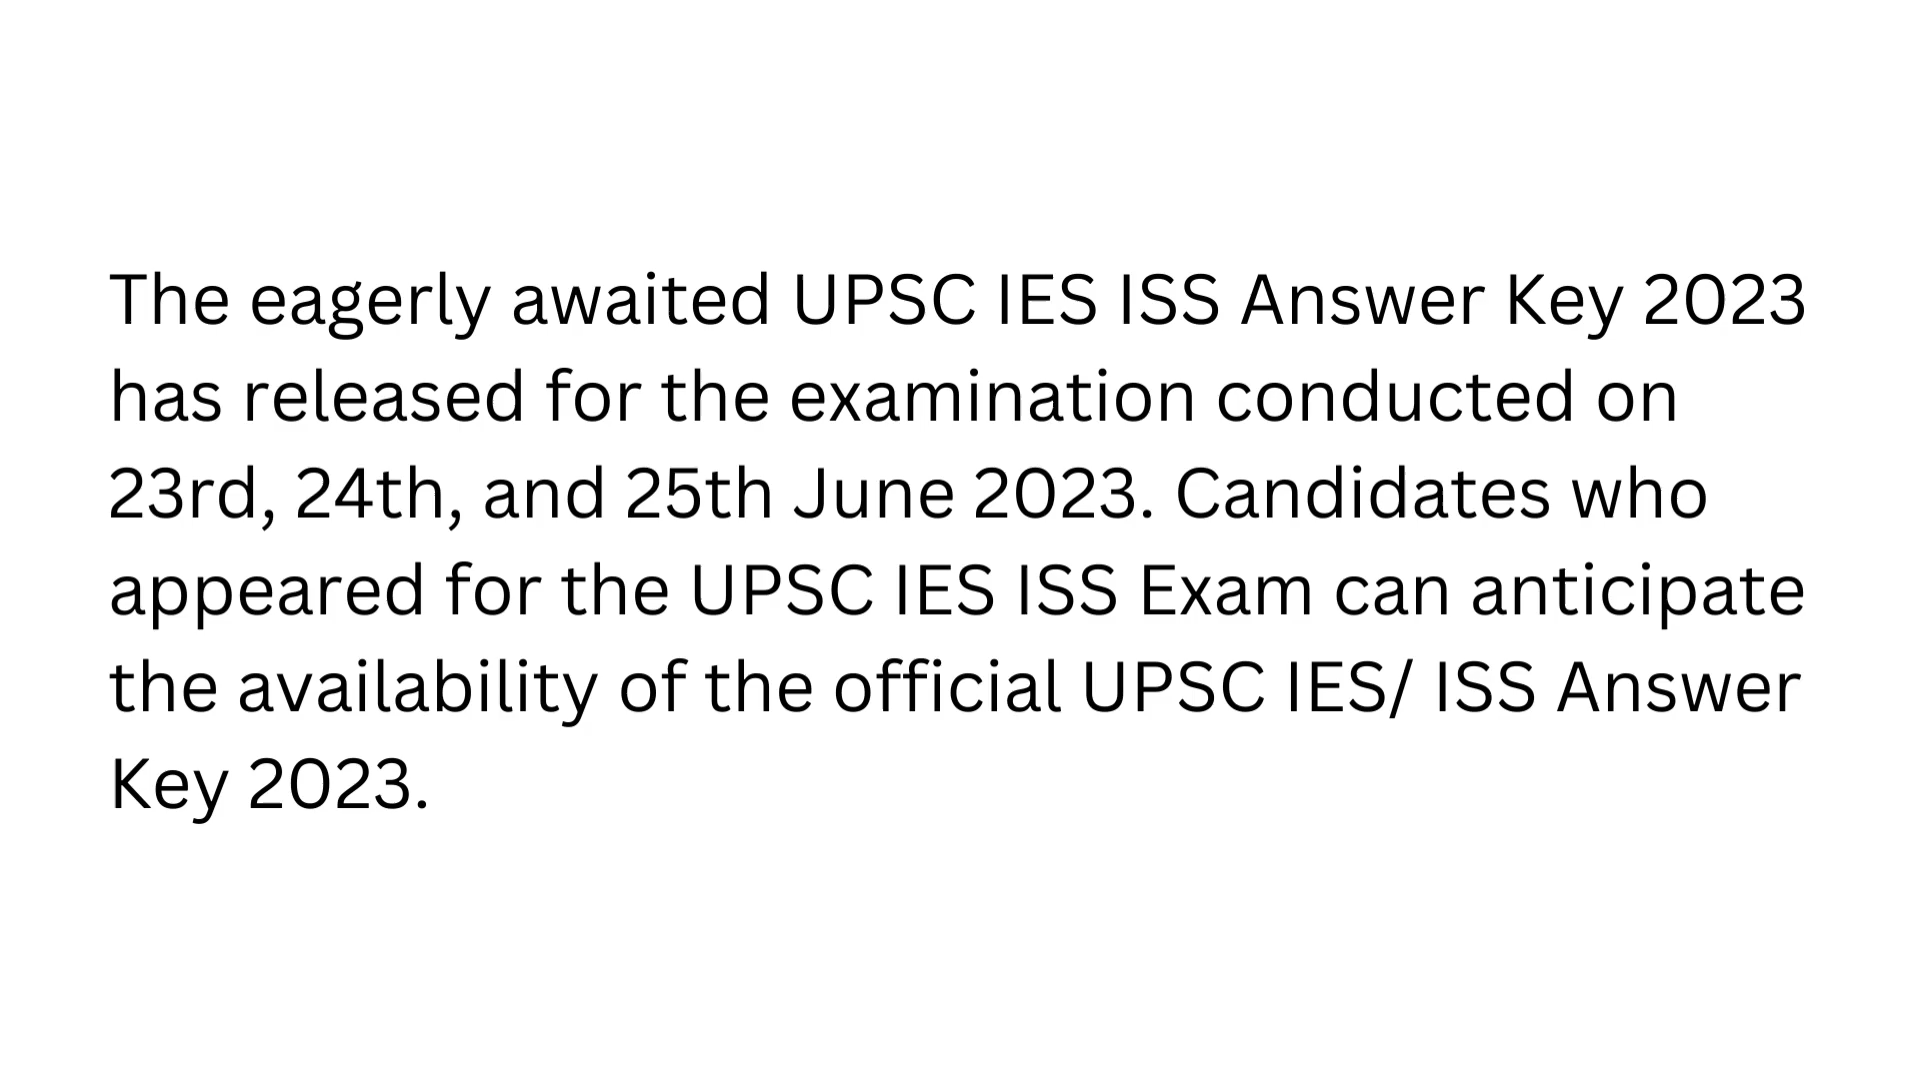 The eagerly awaited UPSC IES ISS Answer Key 2023
has released for the examination conducted on
23rd, 24th, and 25th June 2023. Candidates who
appeared for the UPSC IES ISS Exam can anticipate
the availability of the official UPSC IES/ ISS Answer
Key 2023.